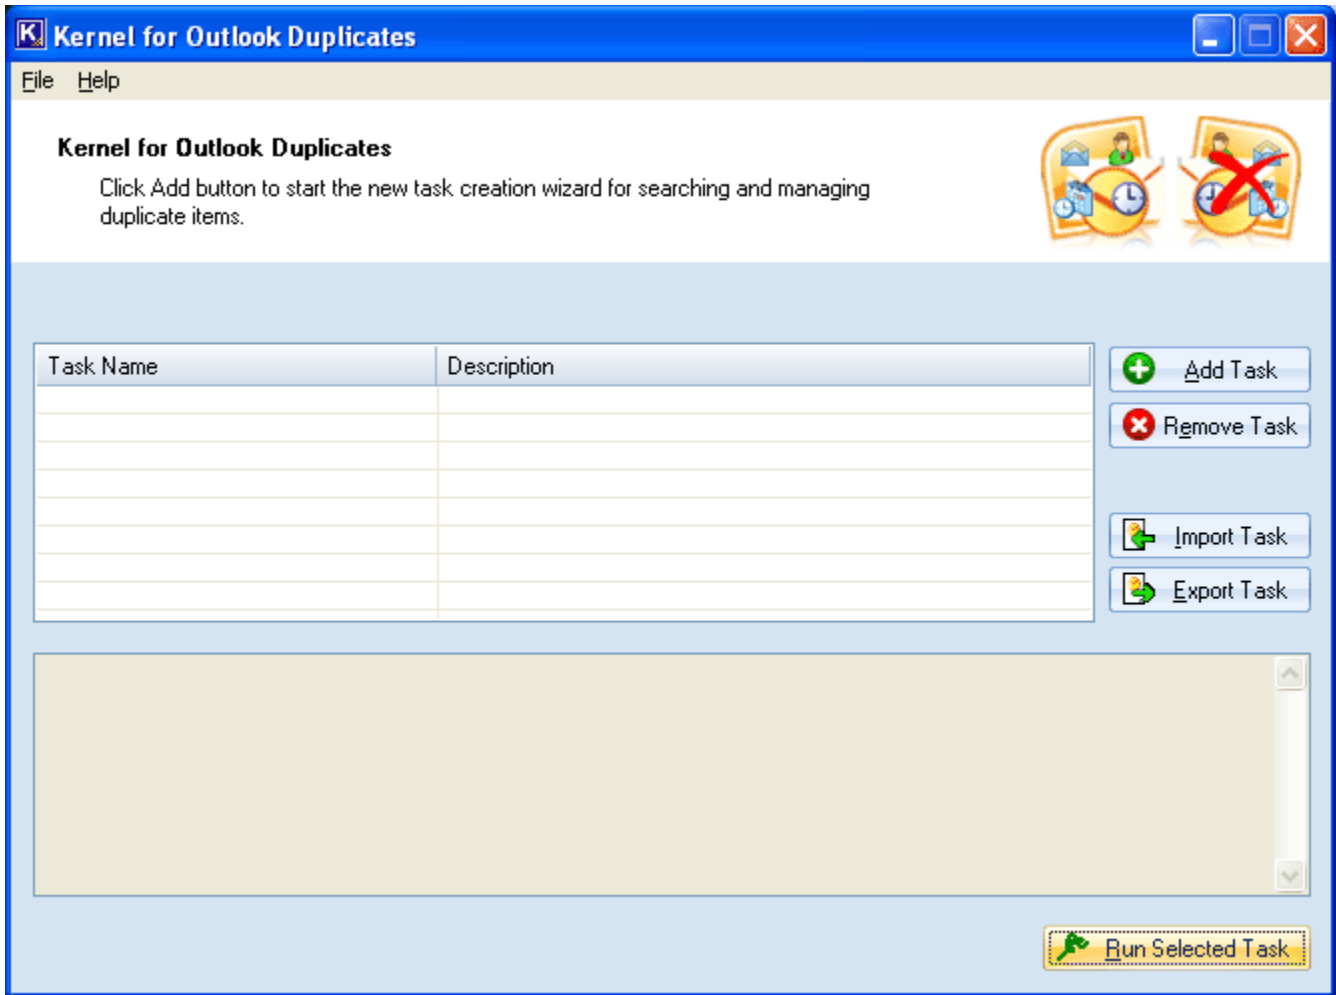 Kernel for Outlook Duplicates
File Help
Kernel for Outlook Duplicates
Click Add button to start the new task creation wizard for searching and managing
duplicate items.
Task Name Description
Add Task
Remove Task
Import Task
Export Task
Run Selected Task